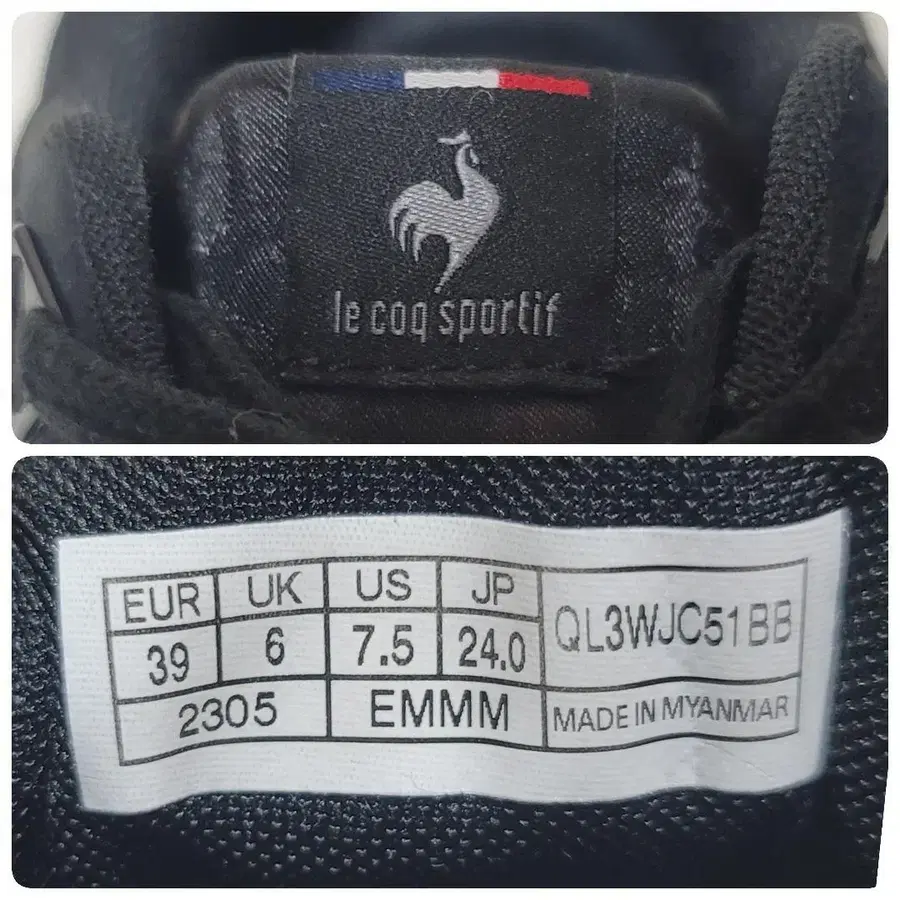 le coq sportif
EUR UK US JP QL3WJC51BB
39 6 7.5 24.0
2305 EMMM MADE IN MYANMAR